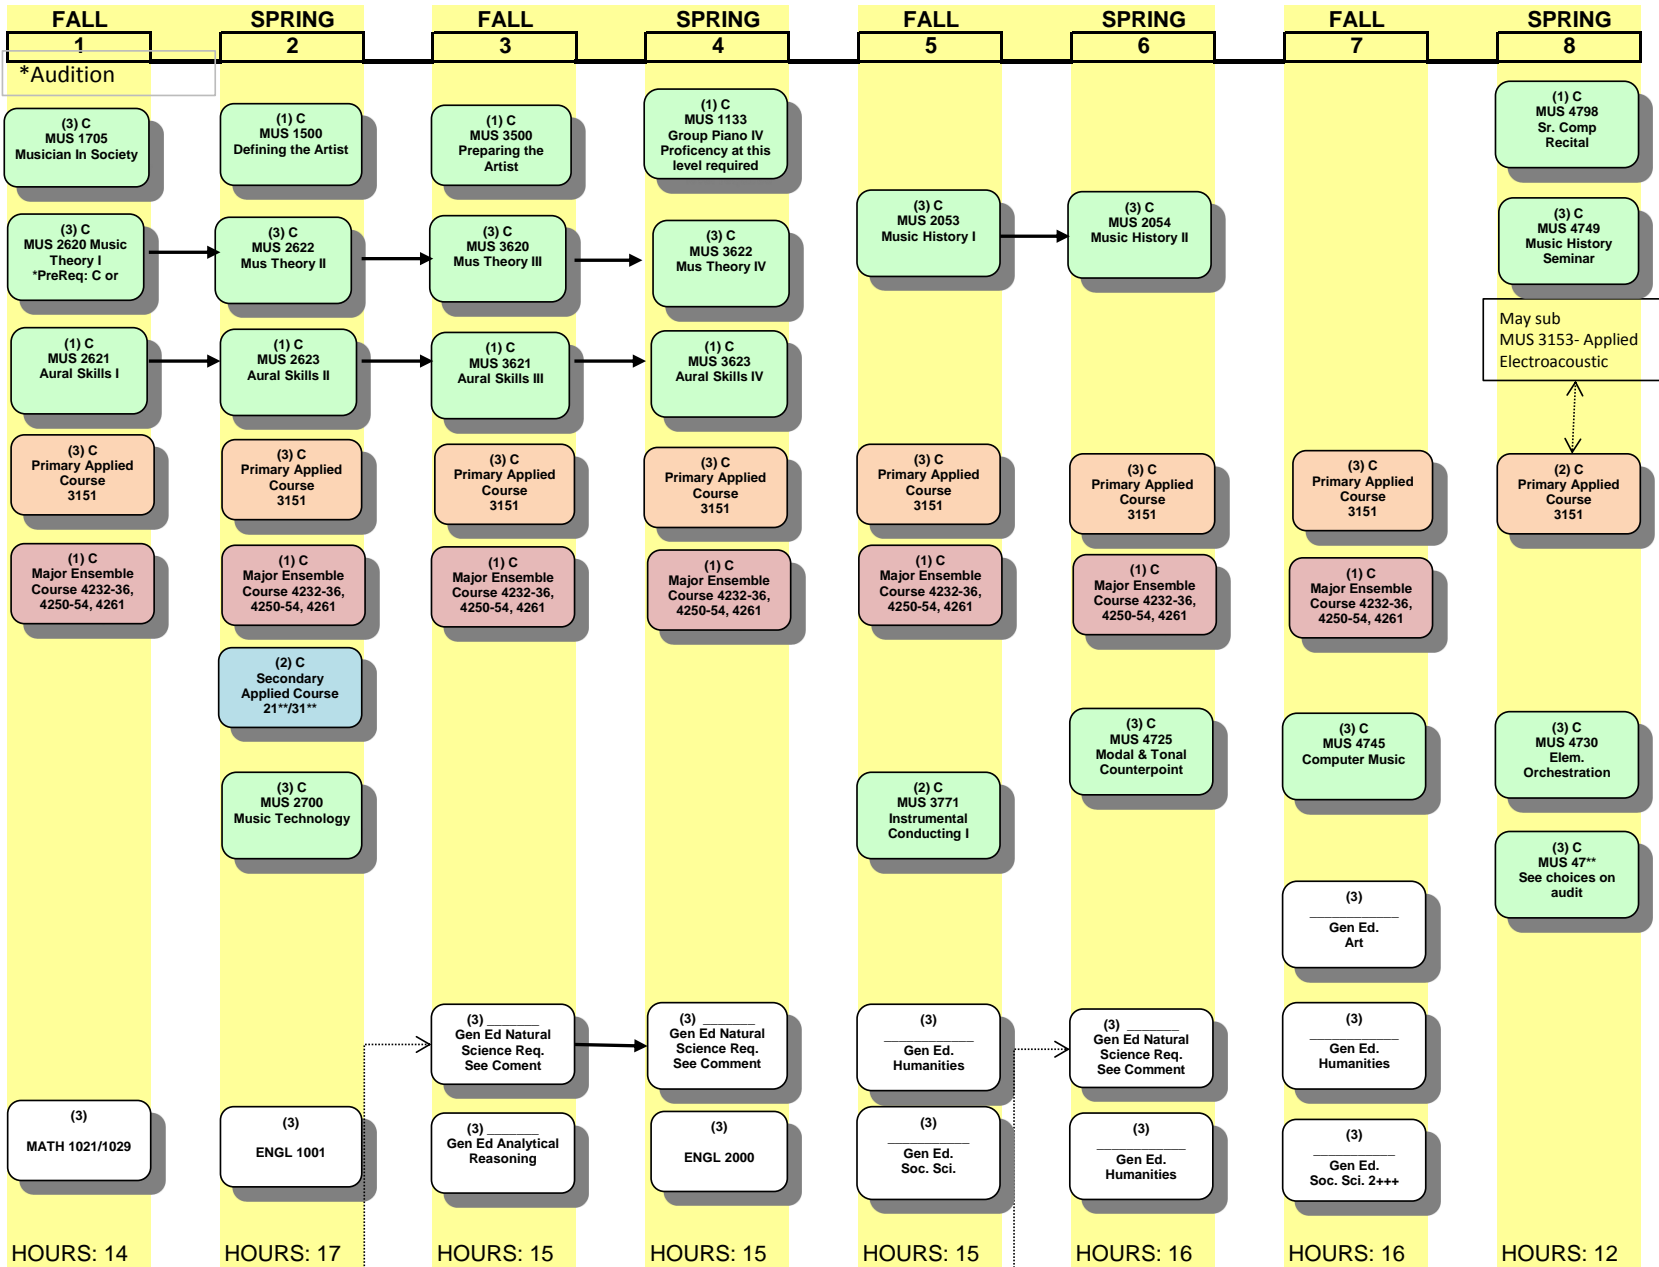 FALL
SPRING
FALL
SPRING
FALL
SPRING
FALL
SPRING
1
2
3
4
5
6
7
8
*Audition
(3) C
MUS 1705
Musician In Society
(1) C
MUS 1500
Defining the Artist
(1) C
MUS 3500
Preparing the
Artist
(1) C
MUS 1133
Group Piano IV
Proficency at this
level required
(1) C
MUS 4798
Sr. Comp
Recital
(3) C
MUS 2620 Music
Theory I
*PreReq: C or
(3) C
MUS 2622
Mus Theory II
(3) C
MUS 3620
Mus Theory III
(3) C
MUS 3622
Mus Theory IV
(3) C
MUS 2053
Music History I
(3) C
MUS 2054
Music History II
(3) C
MUS 4749
Music History
Seminar
May sub
MUS 3153- Applied
Electroacoustic
(1) C
MUS 2621
Aural Skills I
(1) C
MUS 2623
Aural Skills II
(1) C
MUS 3621
Aural Skills III
(1) C
MUS 3623
Aural Skills IV
(3) C
Primary Applied
Course
3151
(3) C
Primary Applied
Course
3151
(3) C
Primary Applied
Course
3151
(3) C
Primary Applied
Course
3151
(3) C
Primary Applied
Course
3151
(3) C
Primary Applied
Course
3151
(3) C
Primary Applied
Course
3151
(2) C
Primary Applied
Course
3151
(1) C
Major Ensemble
Course 4232-36,
4250-54, 4261
(1) C
Major Ensemble
Course 4232-36,
4250-54, 4261
(1) C
Major Ensemble
Course 4232-36,
4250-54, 4261
(1) C
Major Ensemble
Course 4232-36,
4250-54, 4261
(1) C
Major Ensemble
Course 4232-36,
4250-54, 4261
(1) C
Major Ensemble
Course 4232-36,
4250-54, 4261
(1) C
Major Ensemble
Course 4232-36,
4250-54, 4261
(2) C
Secondary
Applied Course
21**/31**
(3) C
MUS 4725
Modal & Tonal
Counterpoint
(3) C
MUS 4745
Computer Music
(3) C
MUS 4730
Elem.
Orchestration
(3) C
MUS 2700
Music Technology
(2) C
MUS 3771
Instrumental
Conducting I
(3) C
MUS 47**
See choices on
audit
(3)
____________
Gen Ed.
Art
(3) _______
Gen Ed Natural
Science Req.
See Coment
(3) _______
Gen Ed Natural
Science Req.
See Comment
(3)
____________
Gen Ed.
Humanities
(3) _______
Gen Ed Natural
Science Req.
See Comment
(3)
____________
Gen Ed.
Humanities
(3)
MATH 1021/1029
(3)
ENGL 1001
(3) _______
Gen Ed Analytical
Reasoning
(3)
ENGL 2000
(3)
___________
Gen Ed.
Soc. Sci.
(3)
____________
Gen Ed.
Humanities
(3)
___________
Gen Ed.
Soc. Sci. 2+++
HOURS: 14
HOURS: 17
HOURS: 15
HOURS: 15
HOURS: 15
HOURS: 16
HOURS: 16
HOURS: 12